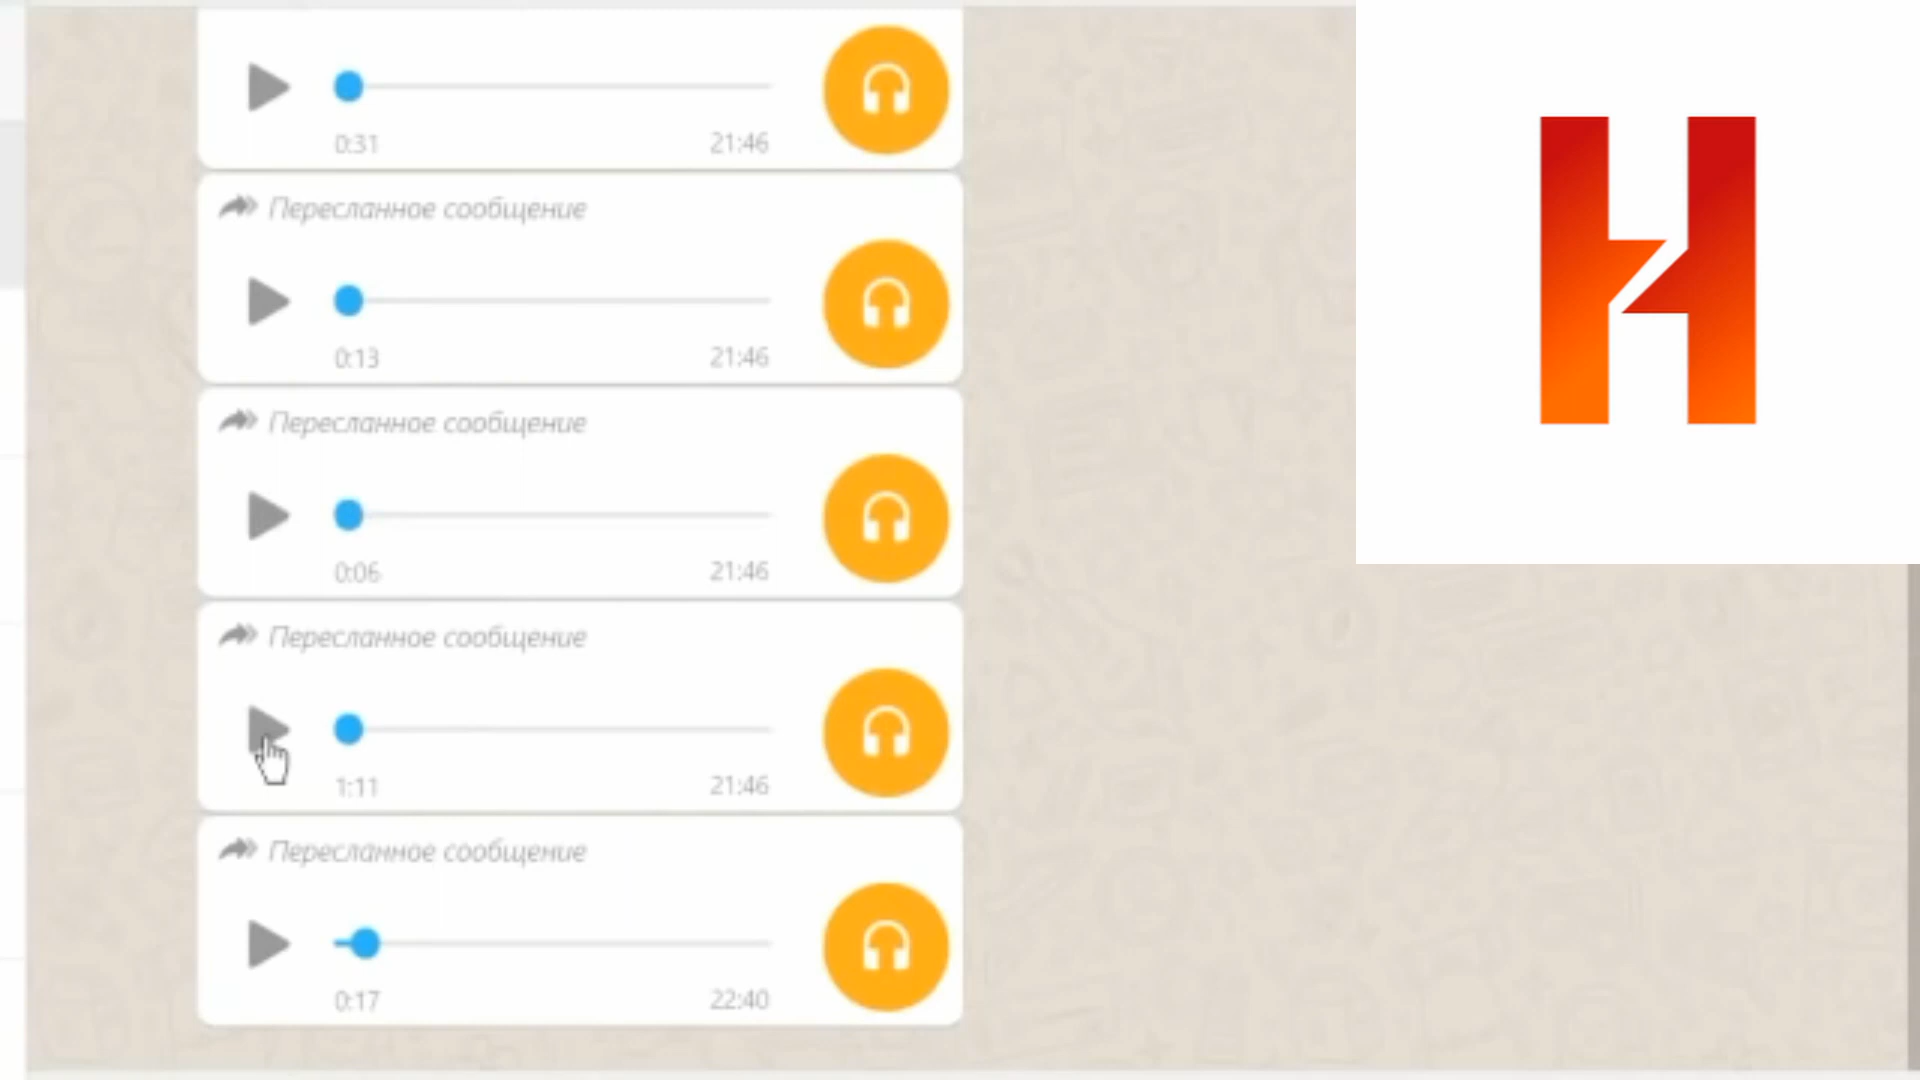 0:31 21:46
Пересланное сообщение
0:13 21:46
Пересланное сообщение
0:06 21:46
Пересланное сообщение
1:11 21:46
Пересланное сообщение
0:17 22:40
H